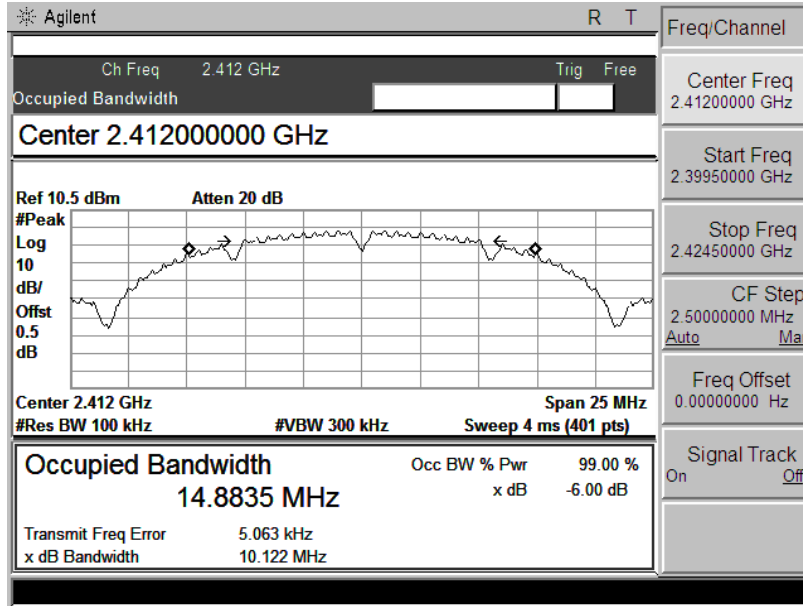 Agilent R T
Ch Freq 2.412 GHz Trig Free
Occupied Bandwidth
Center 2.412000000 GHz
Ref 10.5 dBm Atten 20 dB
#Peak
Log
10
dB/
Offst
0.5
dB
Center 2.412 GHz Span 25 MHz
#Res BW 100 kHz #VBW 300 kHz Sweep 4 ms (401 pts)
Occupied Bandwidth Occ BW % Pwr 99.00 %
14.8835 MHz x dB -6.00 dB
Transmit Freq Error 5.063 kHz
x dB Bandwidth 10.122 MHz
Freq/Channel
Center Freq
2.41200000 GHz
Start Freq
2.39950000 GHz
Stop Freq
2.42450000 GHz
CF Step
2.50000000 MHz
Auto Ma
Freq Offset
0.00000000 Hz
Signal Track
On Off